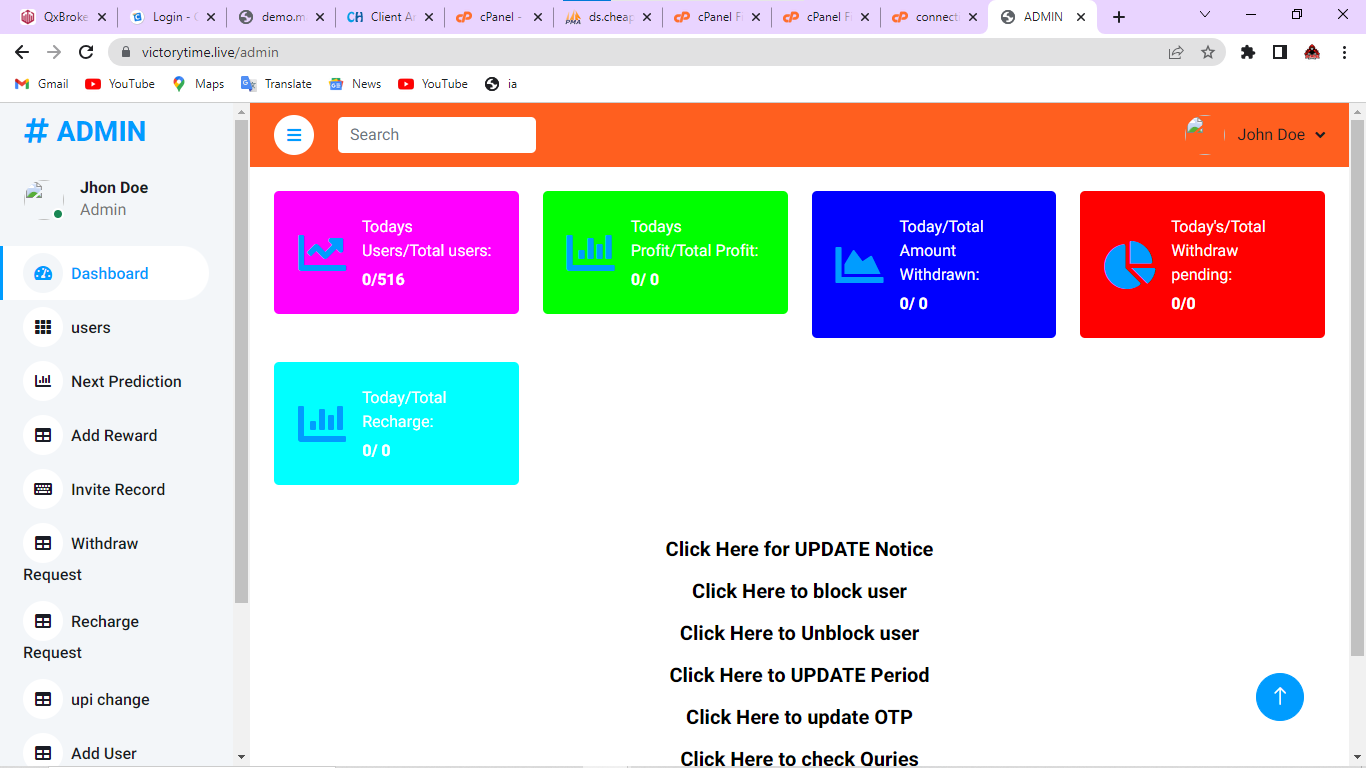 QxBroke
Login - C
demo.m
CH Client A
cPanel -
ds.cheap
cPanel F
cPanel F
connecti
ADMIN
victorytime.live/admin
Gmail
YouTube
Maps
Translate
News
YouTube
ia
# ADMIN
Jhon Doe
Admin
Dashboard
users
Next Prediction
Add Reward
Invite Record
Withdraw
Request
Recharge
Request
upi change
Add User
Search
John Doe
Todays
Users/Total users:
0/516
Todays
Profit/Total Profit:
0/ 0
Today/Total
Amount
Withdrawn:
0/ 0
Today's/Total
Withdraw
pending:
0/0
Today/Total
Recharge:
0/ 0
Click Here for UPDATE Notice
Click Here to block user
Click Here to Unblock user
Click Here to UPDATE Period
Click Here to update OTP
Click Here to check Quries